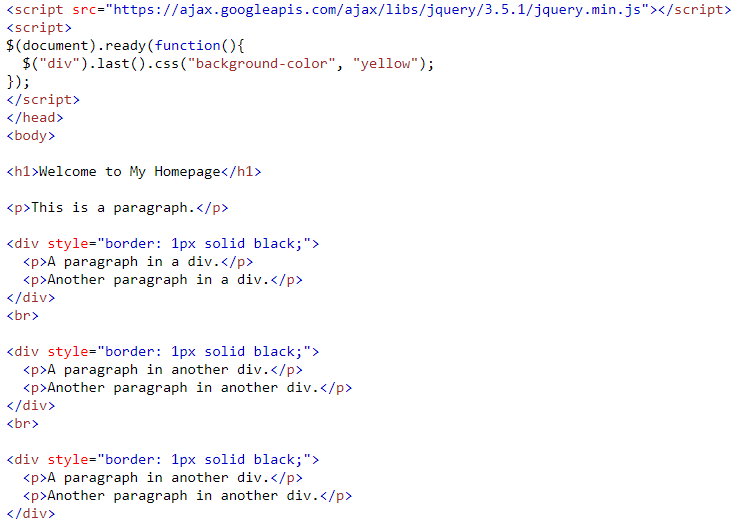 <script src="https://ajax.googleapis.com/ajax/libs/jquery/3.5.1/jquery.min.js"></script>
<script>
$(document).ready(function(){
  $("div").last().css("background-color", "yellow");
});
</script>
</head>
<body>

<h1>Welcome to My Homepage</h1>

<p>This is a paragraph.</p>

<div style="border: 1px solid black;">
  <p>A paragraph in a div.</p>
  <p>Another paragraph in a div.</p>
</div>
<br>

<div style="border: 1px solid black;">
  <p>A paragraph in another div.</p>
  <p>Another paragraph in another div.</p>
</div>
<br>

<div style="border: 1px solid black;">
  <p>A paragraph in another div.</p>
  <p>Another paragraph in another div.</p>
</div>